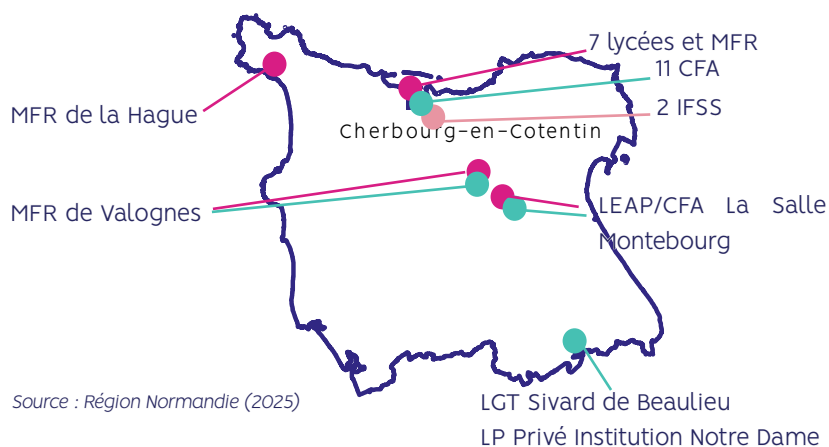 7 lycées et MFR
11 CFA
MFR de la Hague
2 IFSS
Cherbourg-en-Cotentin
MFR de Valognes
LEAP/CFA La Salle
Montebourg
Source : Région Normandie (2025)
LGT Sivard de Beaulieu
LP Privé Institution Notre Dame